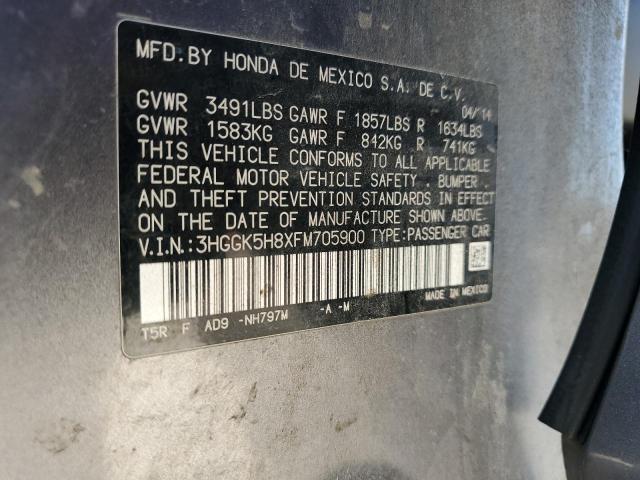 MFD. BY HONDA DE MEXICO S.A. DE C.V.
04/'14
GVWR 3491LBS GAWR F 1857LBS R 1634LBS
GVWR 1583KG GAWR F 842KG R 741KG
THIS VEHICLE CONFORMS TO ALL APPLICABLE
FEDERAL MOTOR VEHICLE SAFETY . BUMPER .
AND THEFT PREVENTION STANDARDS IN EFFECT
ON THE DATE OF MANUFACTURE SHOWN ABOVE.
V.I.N.:3HGGK5H8XFM705900 TYPE:PASSENGER CAR
MADE IN MEXICO
T5R F AD9 -NH797M -A -M